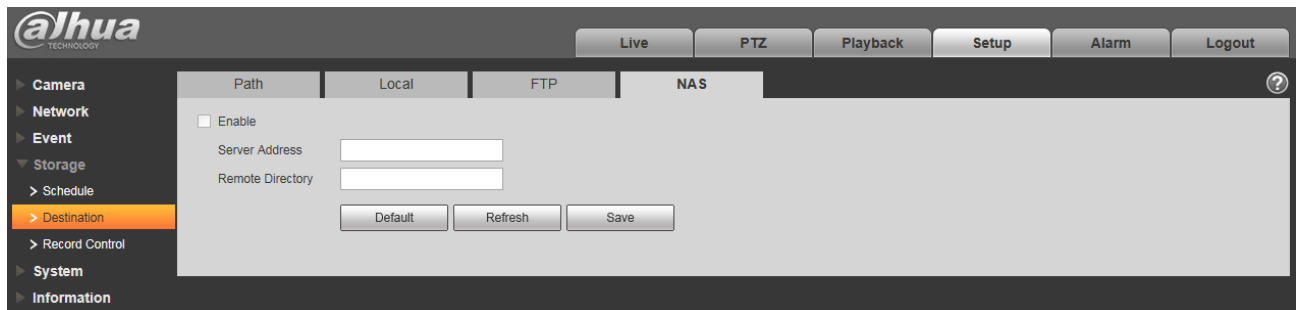 alhua
TECHNOLOGY
Live PTZ Playback Setup Alarm Logout
Camera
Network
Event
Storage
> Schedule
> Destination
> Record Control
System
Information
Path Local FTP NAS ?
Enable
Server Address
Remote Directory
Default Refresh Save